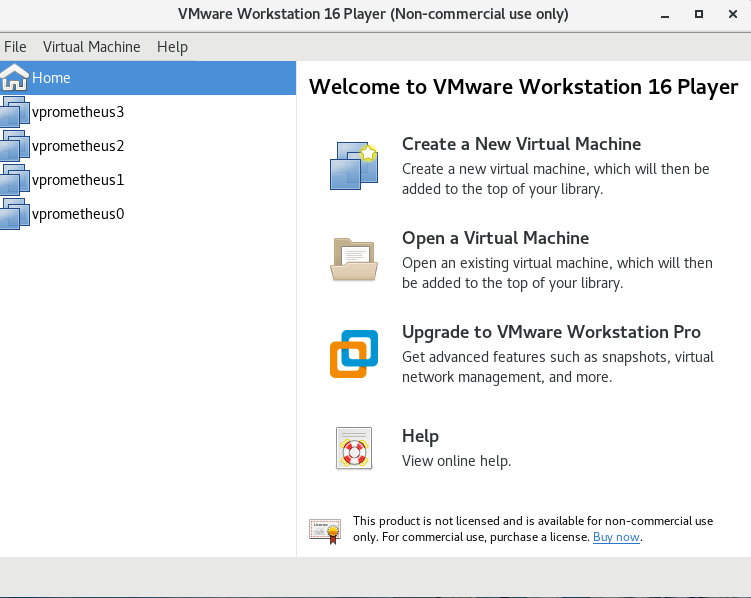 VMware Workstation 16 Player (Non-commercial use only)
File Virtual Machine Help
Home
vprometheus3
vprometheus2
vprometheus1
vprometheus0
Welcome to VMware Workstation 16 Player
Create a New Virtual Machine
Create a new virtual machine, which will then be
added to the top of your library.
Open a Virtual Machine
Open an existing virtual machine, which will then
be added to the top of your library.
Upgrade to VMware Workstation Pro
Get advanced features such as snapshots, virtual
network management, and more.
Help
View online help.
This product is not licensed and is available for non-commercial use
only. For commercial use, purchase a license. Buy now.